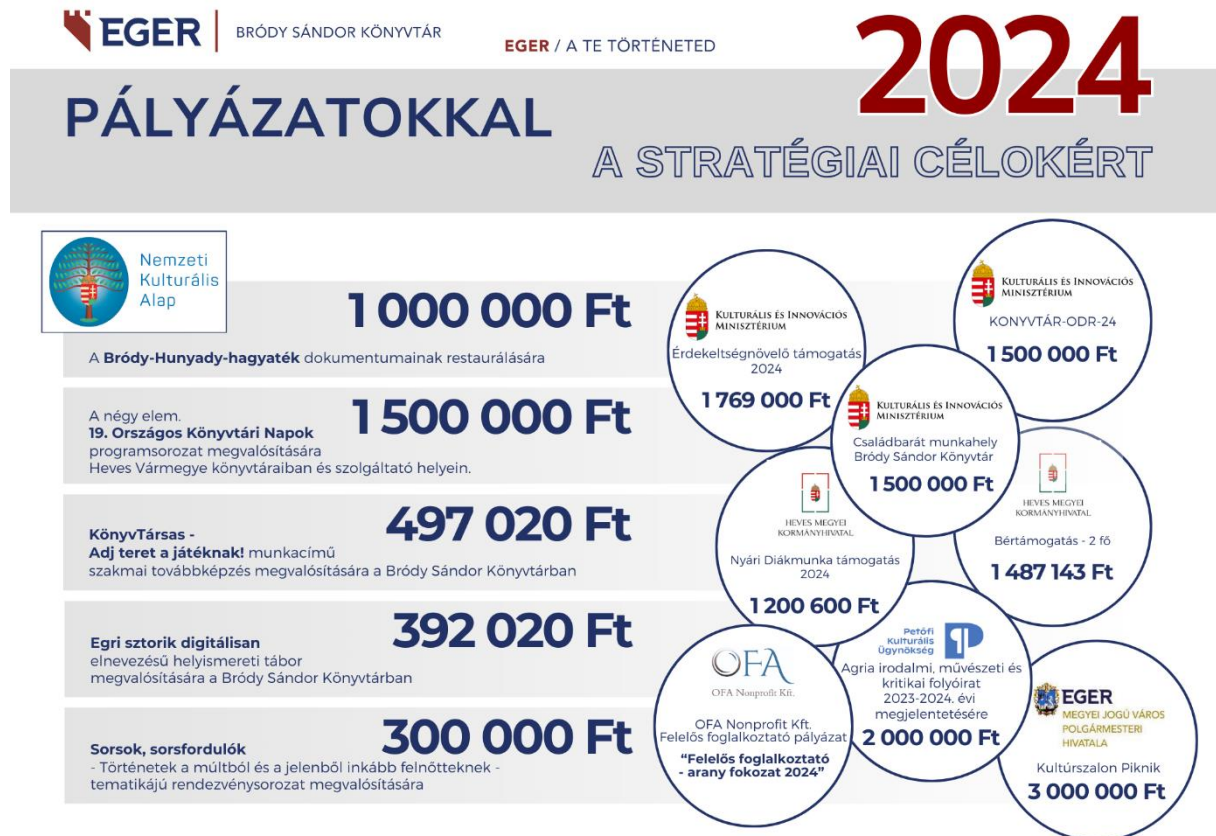 EGER
BRÓDY SÁNDOR KÖNYVTÁR
EGER / A TE TÖRTÉNETED
2024
PÁLYÁZATOKKAL
A STRATÉGIAI CÉLOKÉRT
Nemzeti
Kulturális
Alap
1 000 000 Ft
A Bródy-Hunyady-hagyaték dokumentumainak restaurálására
1 500 000 Ft
A négy elem.
19. Országos Könyvtári Napok
programsorozat megvalósítására
Heves Vármegye könyvtáraiban és szolgáltató helyein.
497 020 Ft
KönyvTársas -
Adj teret a játéknak! munkacímű
szakmai továbbképzés megvalósítására a Bródy Sándor Könyvtárban
392 020 Ft
Egri sztorik digitálisan
elnevezésű helyismereti tábor
megvalósítására a Bródy Sándor Könyvtárban
300 000 Ft
Sorsok, sorsfordulók
- Történetek a múltból és a jelenből inkább felnőtteknek -
tematikájú rendezvénysorozat megvalósítására
KULTURÁLIS ÉS INNOVÁCIÓS
MINISZTÉRIUM
Érdekeltségnövelő támogatás
2024
1 769 000 Ft
KULTURÁLIS ÉS INNOVÁCIÓS
MINISZTÉRIUM
KONYVTÁR-ODR-24
1 500 000 Ft
KULTURÁLIS ÉS INNOVÁCIÓS
MINISZTÉRIUM
Családbarát munkahely
Bródy Sándor Könyvtár
1 500 000 Ft
HEVES MEGYEI
KORMÁNYHIVATAL
Nyári Diákmunka támogatás
2024
1 200 600 Ft
HEVES MEGYEI
KORMÁNYHIVATAL
Bértámogatás - 2 fő
1 487 143 Ft
OFA
OFA Nonprofit Kft.
OFA Nonprofit Kft.
Felelős foglalkoztató pályázat
"Felelős foglalkoztató
- arany fokozat 2024"
Petőfi
Kulturális
Ügynökség
Agria irodalmi, művészeti és
kritikai folyóirat
2023-2024. évi
megjelentetésére
2 000 000 Ft
EGER
MEGYEI JOGÚ VÁROS
POLGÁRMESTERI
HIVATALA
Kultúrszalon Piknik
3 000 000 Ft